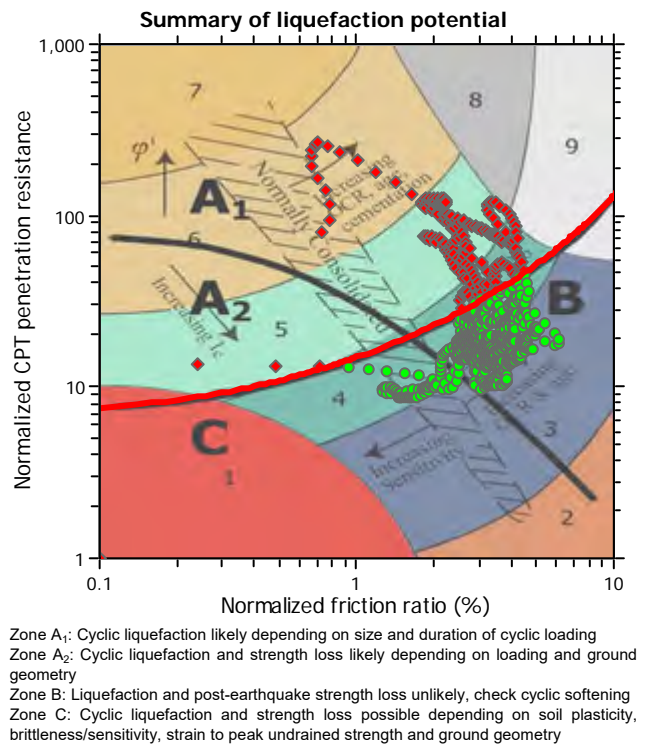 Summary of liquefaction potential
1,000
100
10
1
Normalized CPT penetration resistance
7
8
9
φ'
A1
Normally Consolidated
Increasing
OCR, age,
cementation
6
A2
Increasing Ic
5
B
4
3
Increasing
Sensitivity
C
1
2
0.1
1
10
Normalized friction ratio (%)
Zone A1: Cyclic liquefaction likely depending on size and duration of cyclic loading
Zone A2: Cyclic liquefaction and strength loss likely depending on loading and ground
geometry
Zone B: Liquefaction and post-earthquake strength loss unlikely, check cyclic softening
Zone C: Cyclic liquefaction and strength loss possible depending on soil plasticity,
brittleness/sensitivity, strain to peak undrained strength and ground geometry